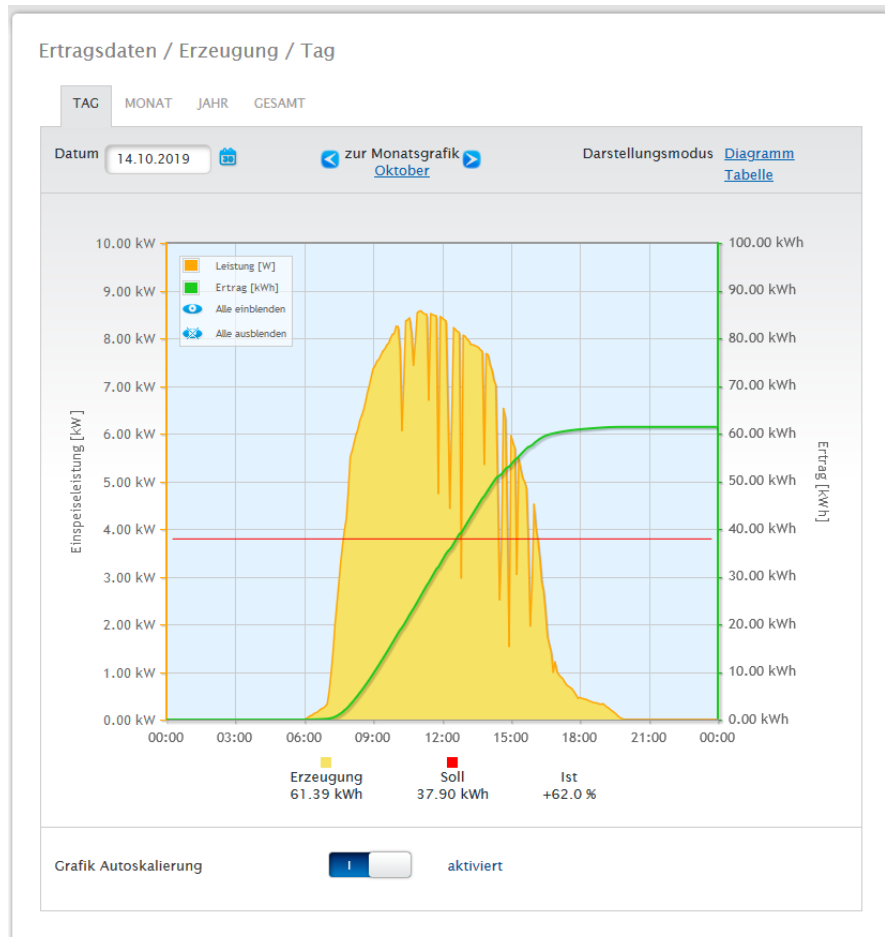 Ertragsdaten / Erzeugung / Tag
TAG MONAT JAHR GESAMT
Datum 14.10.2019 30 zur Monatsgrafik Darstellungsmodus Diagramm
Oktober Tabelle
10.00 kW 100.00 kWh
Leistung [W]
Ertrag [kWh]
9.00 kW 90.00 kWh
Alle einblenden
Alle ausblenden
8.00 kW 80.00 kWh
7.00 kW 70.00 kWh
6.00 kW 60.00 kWh
5.00 kW 50.00 kWh
4.00 kW 40.00 kWh
3.00 kW 30.00 kWh
2.00 kW 20.00 kWh
1.00 kW 10.00 kWh
0.00 kW 0.00 kWh
Einspeiseleistung [kW]
Ertrag [kWh]
00:00 03:00 06:00 09:00 12:00 15:00 18:00 21:00 00:00
Erzeugung Soll Ist
61.39 kWh 37.90 kWh +62.0 %
Grafik Autoskalierung I aktiviert